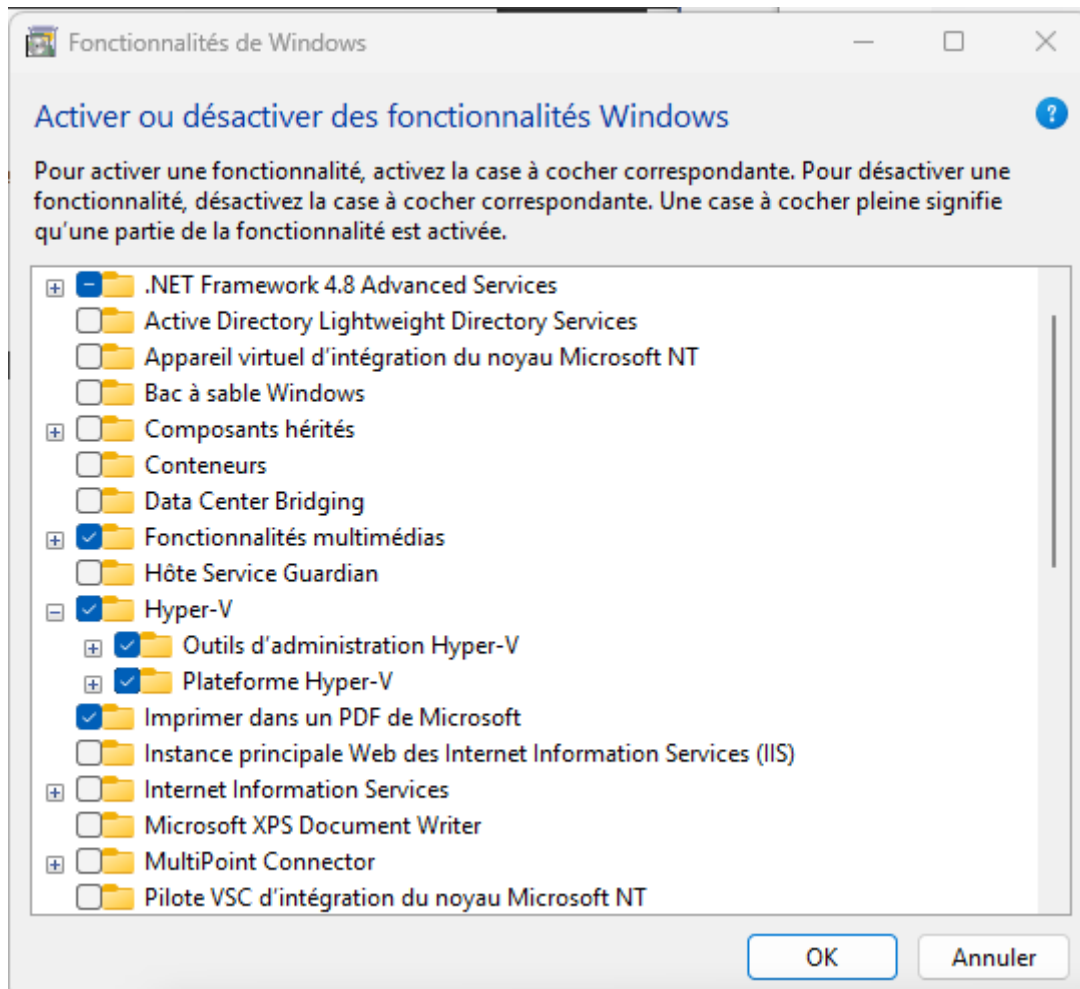 Fonctionnalités de Windows
Activer ou désactiver des fonctionnalités Windows
?
Pour activer une fonctionnalité, activez la case à cocher correspondante. Pour désactiver une
fonctionnalité, désactivez la case à cocher correspondante. Une case à cocher pleine signifie
qu'une partie de la fonctionnalité est activée.
.NET Framework 4.8 Advanced Services
Active Directory Lightweight Directory Services
Appareil virtuel d'intégration du noyau Microsoft NT
Bac à sable Windows
Composants hérités
Conteneurs
Data Center Bridging
Fonctionnalités multimédias
Hôte Service Guardian
Hyper-V
Outils d'administration Hyper-V
Plateforme Hyper-V
Imprimer dans un PDF de Microsoft
Instance principale Web des Internet Information Services (IIS)
Internet Information Services
Microsoft XPS Document Writer
MultiPoint Connector
Pilote VSC d'intégration du noyau Microsoft NT
OK
Annuler